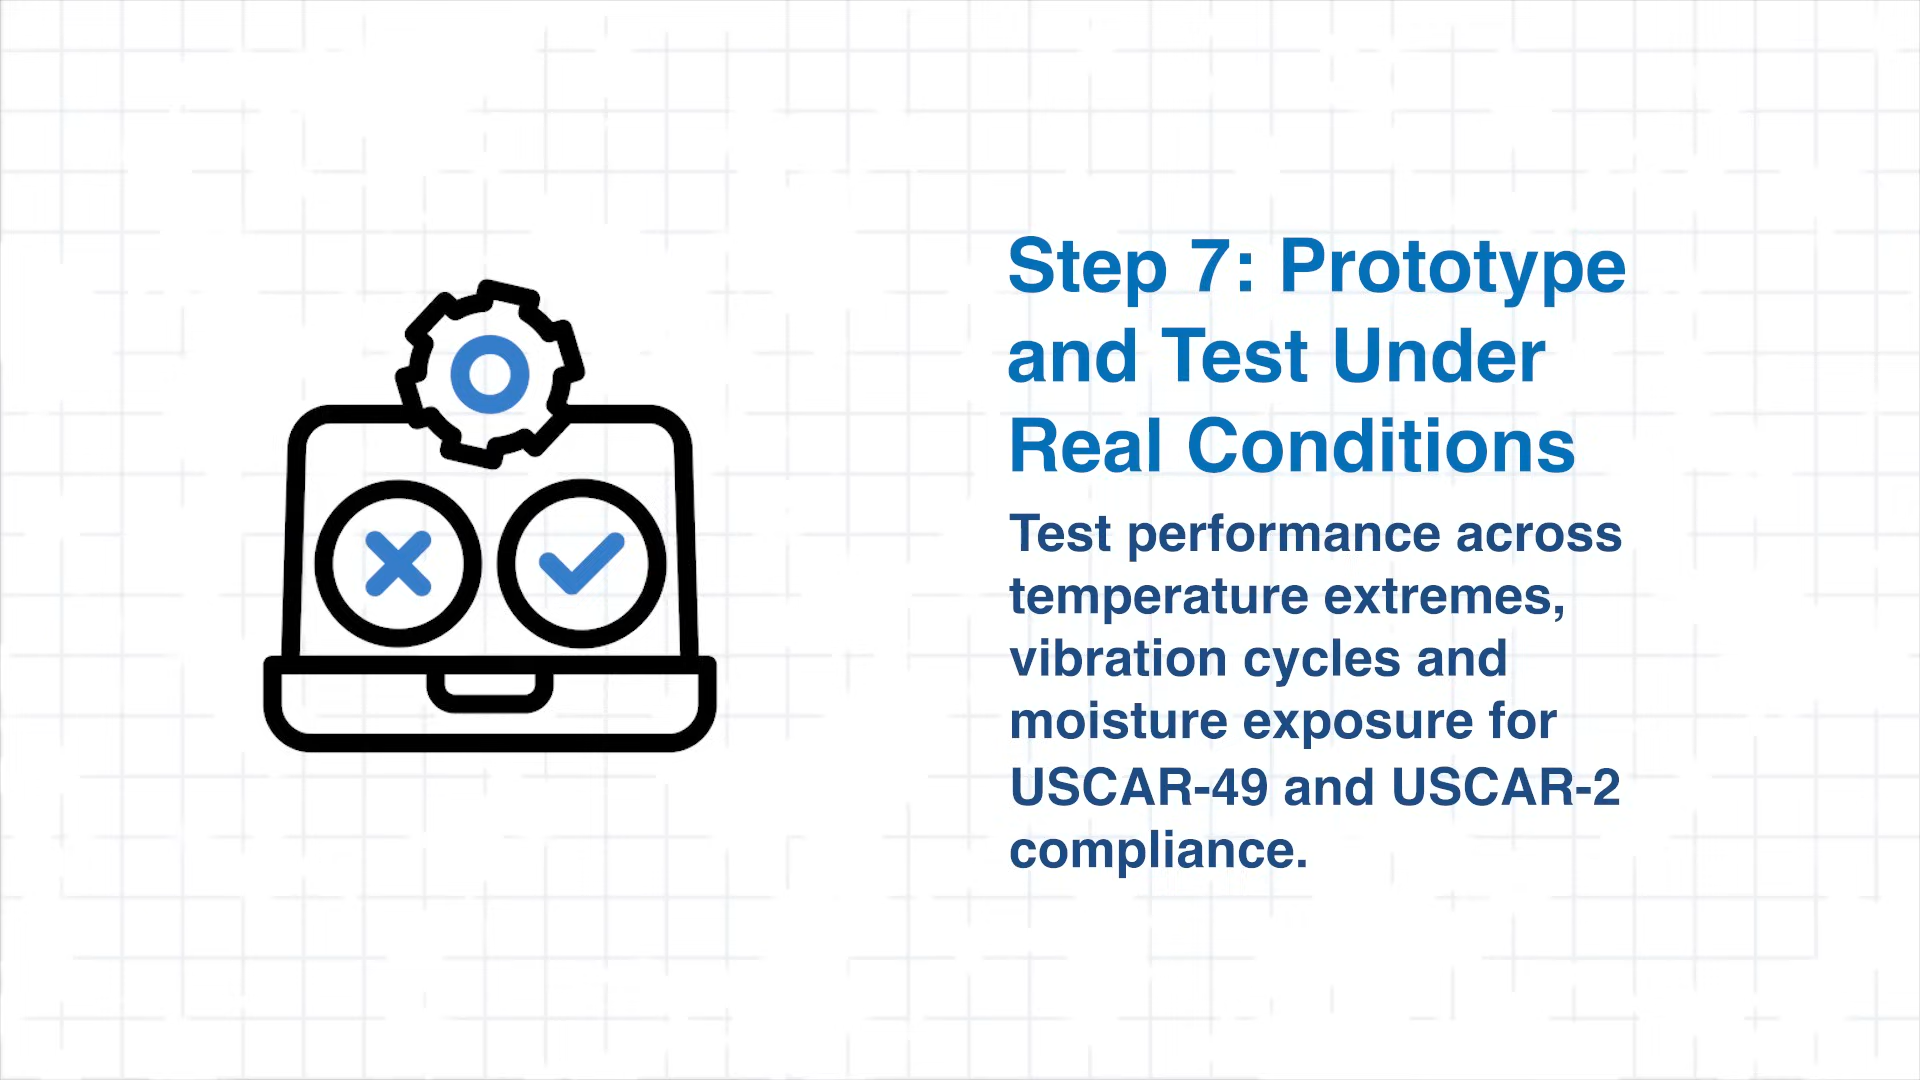 Step 7: Prototype
and Test Under
Real Conditions
Test performance across
temperature extremes,
vibration cycles and
moisture exposure for
USCAR-49 and USCAR-2
compliance.